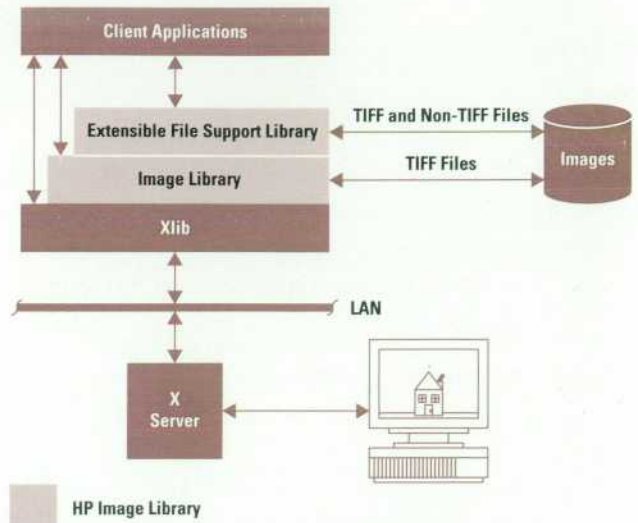 Client Applications
Extensible File Support Library
TIFF and Non-TIFF Files
Images
Image Library
TIFF Files
Xlib
LAN
X
Server
HP Image Library